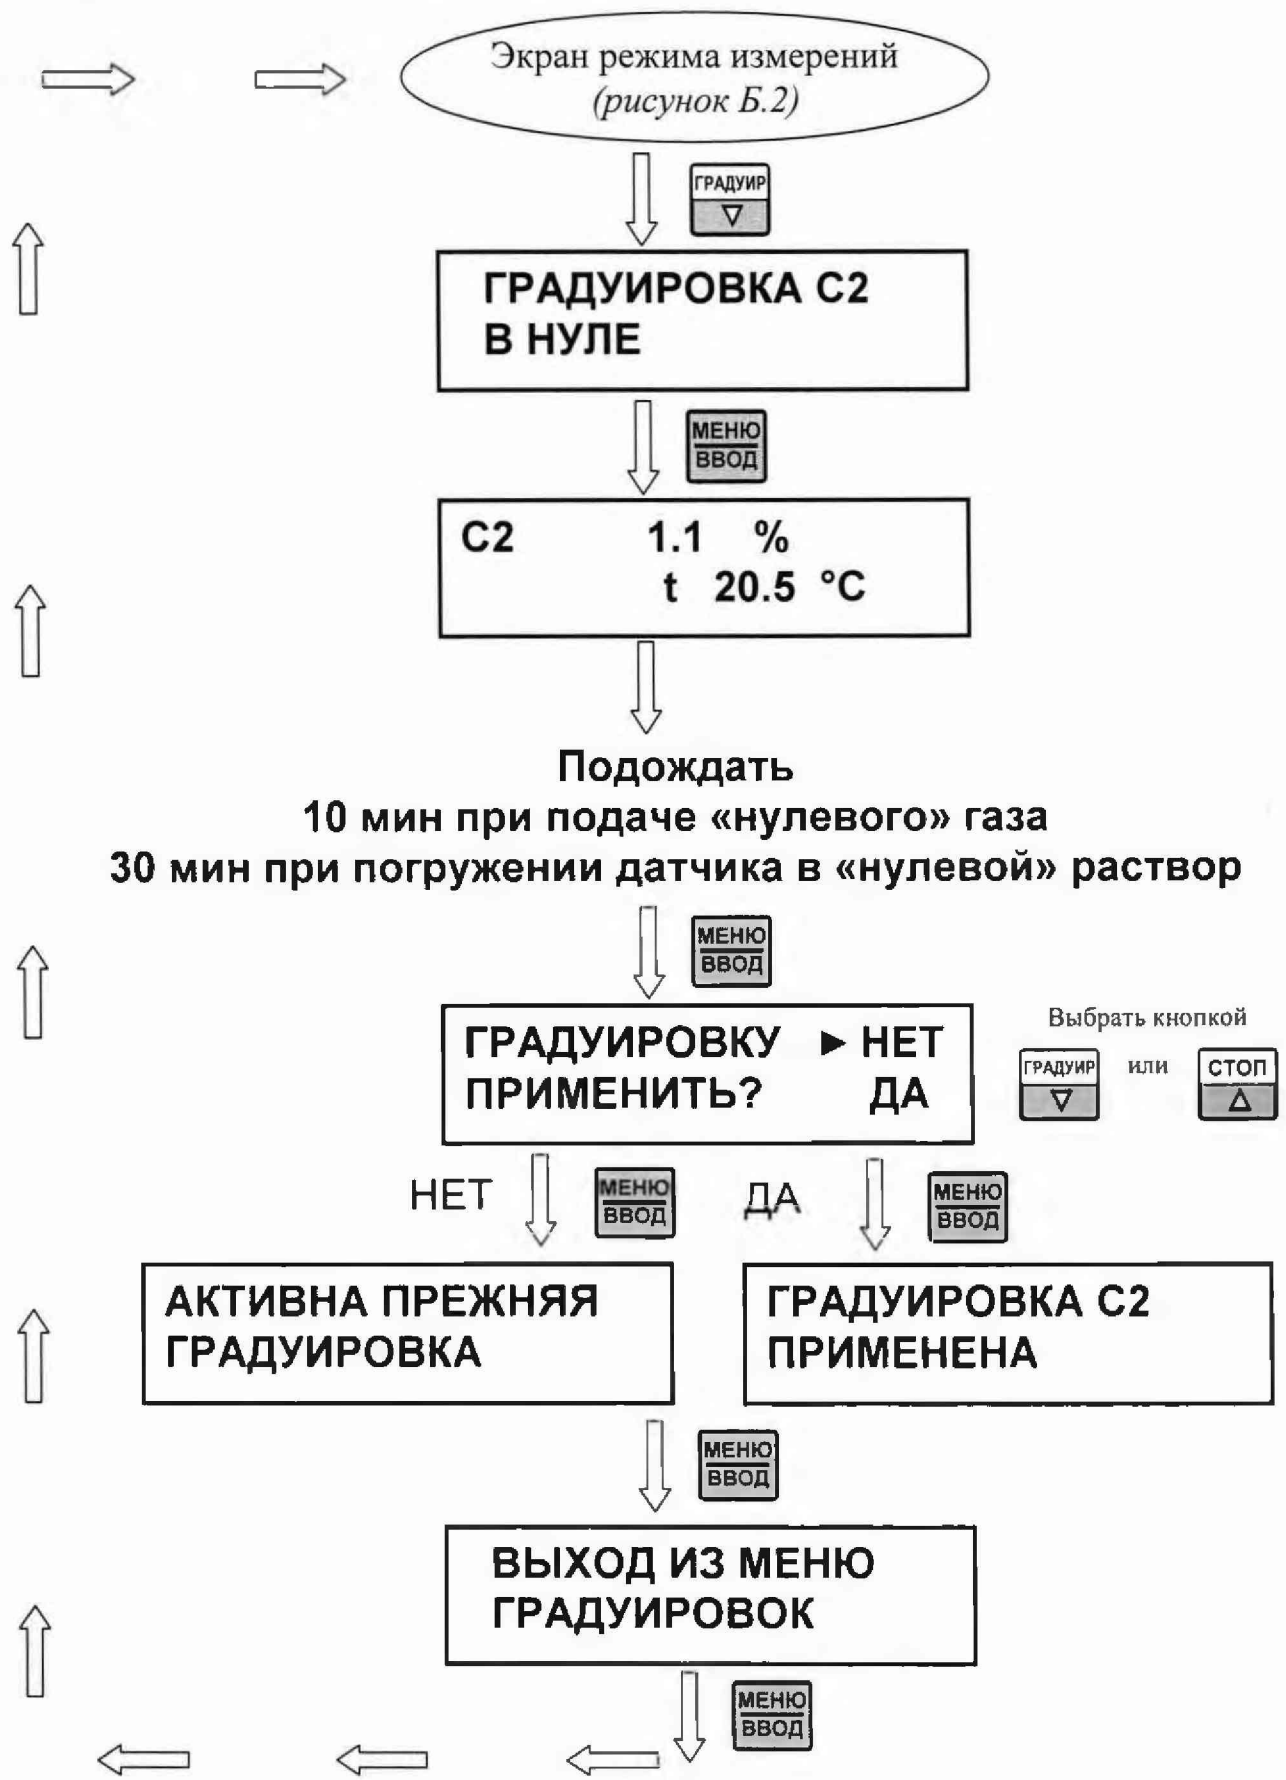 Экран режима измерений
(рисунок Б.2)
ГРАДУИР
ГРАДУИРОВКА С2
В НУЛЕ
МЕНЮ
ВВОД
С2 1.1 %
t 20.5 °C
Подождать
10 мин при подаче «нулевого» газа
30 мин при погружении датчика в «нулевой» раствор
МЕНЮ
ВВОД
ГРАДУИРОВКУ ► НЕТ
ПРИМЕНИТЬ? ДА
Выбрать кнопкой
ГРАДУИР или СТОП
НЕТ
МЕНЮ
ВВОД
ДА
МЕНЮ
ВВОД
АКТИВНА ПРЕЖНЯЯ
ГРАДУИРОВКА
ГРАДУИРОВКА С2
ПРИМЕНЕНА
МЕНЮ
ВВОД
ВЫХОД ИЗ МЕНЮ
ГРАДУИРОВОК
МЕНЮ
ВВОД